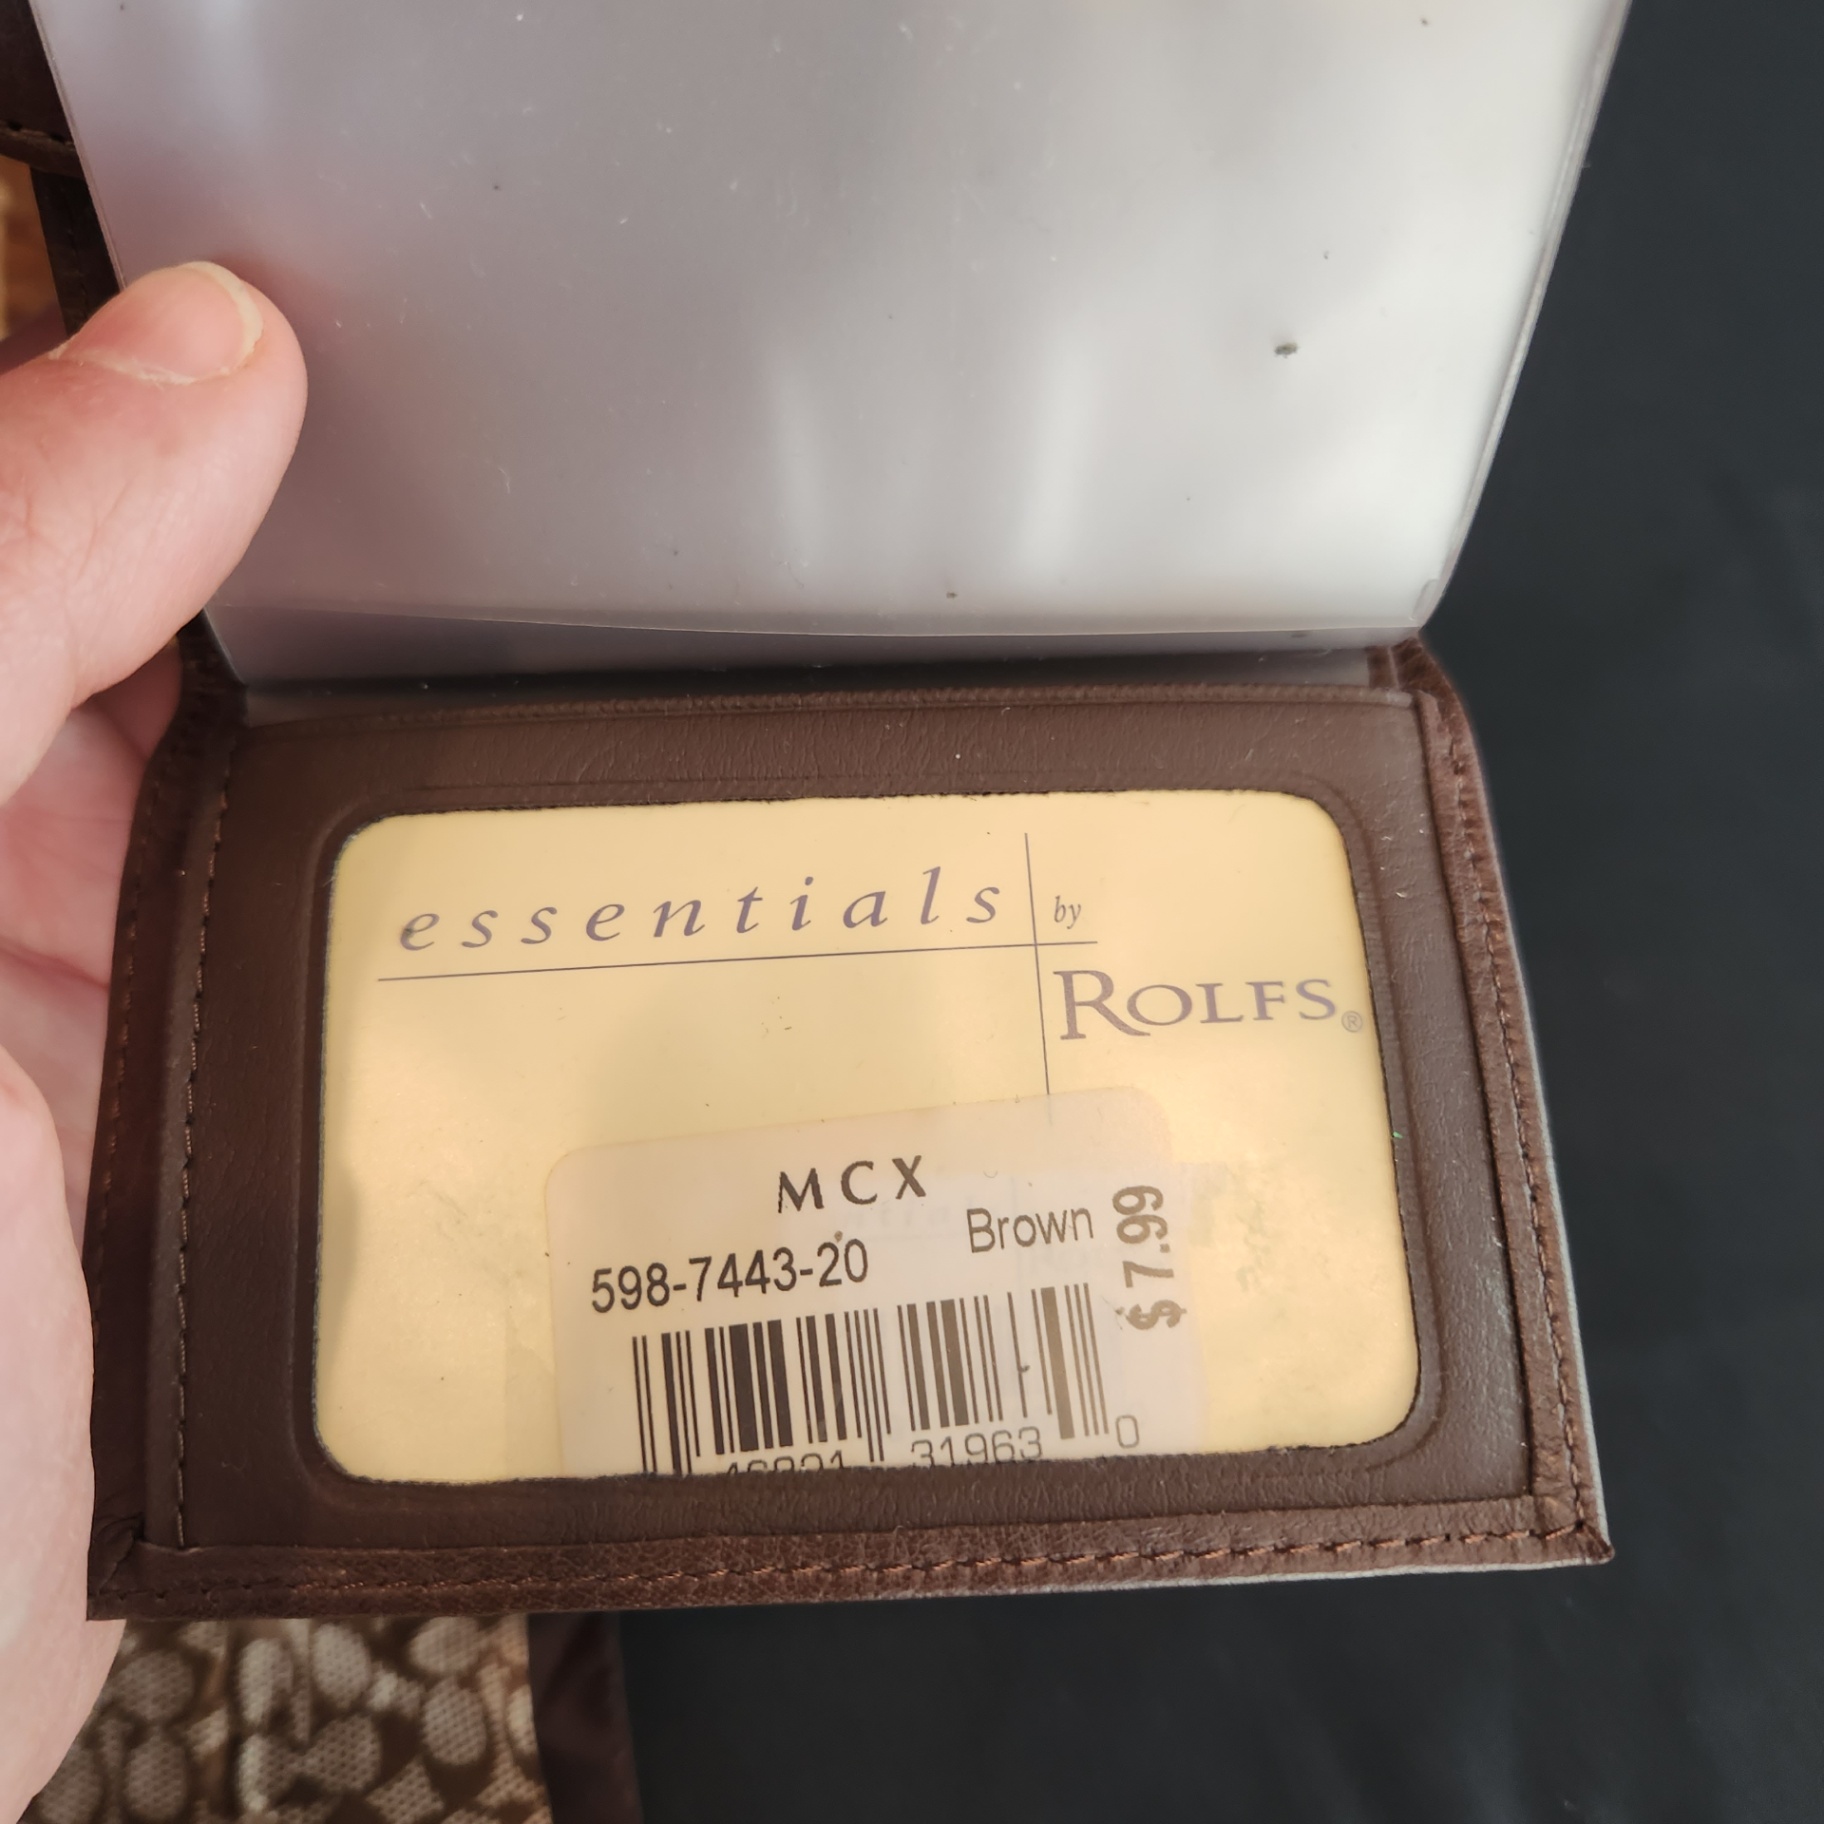 essentials by
ROLFS®
MCX
598-7443-20 Brown
$7.99
31963 0